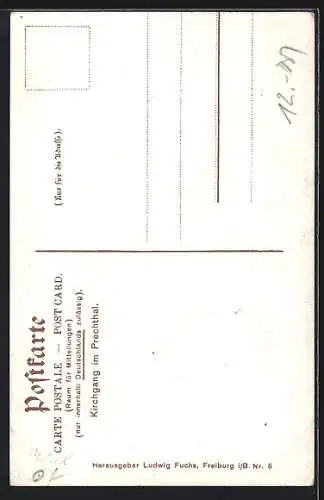 Postkarte
CARTE POSTALE — POST CARD.
(Raum für Mitteilungen)
(nur innerhalb Deutschlands zulässig).
Kirchgang im Prechthal.
Herausgeber Ludwig Fuchs, Freiburg i/B. Nr. 6
(Nur für die Adresse).
12.-